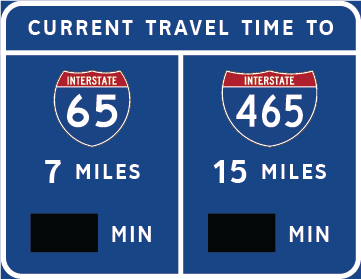 CURRENT TRAVEL TIME TO
INTERSTATE
65
7 MILES
MIN
INTERSTATE
465
15 MILES
MIN